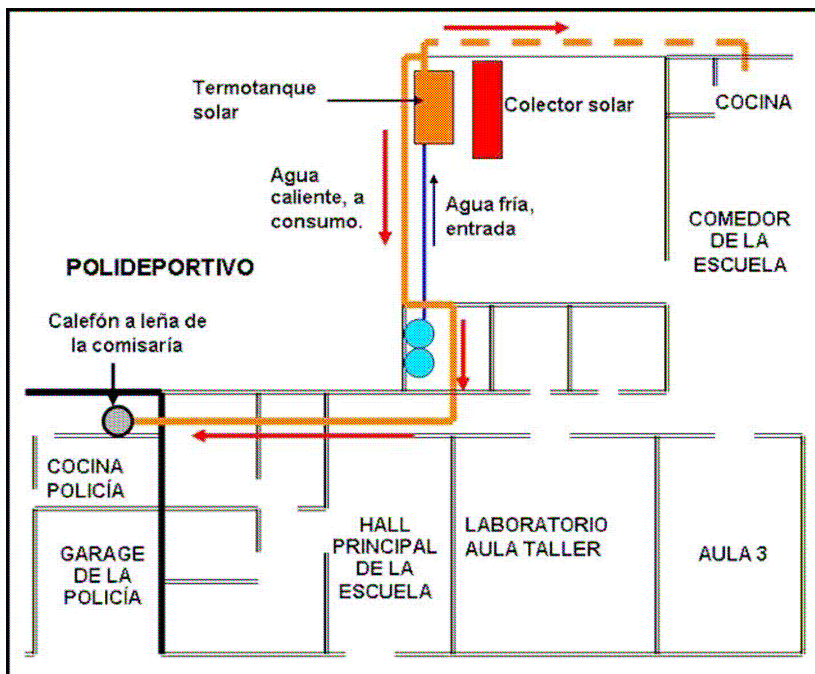 Termotanque
solar
Colector solar
COCINA
Agua
caliente, a
consumo.
Agua fría,
entrada
COMEDOR
DE LA
ESCUELA
POLIDEPORTIVO
Calefón a leña de
la comisaría
COCINA
POLICÍA
GARAGE
DE LA
POLICÍA
HALL
PRINCIPAL
DE LA
ESCUELA
LABORATORIO
AULA TALLER
AULA 3